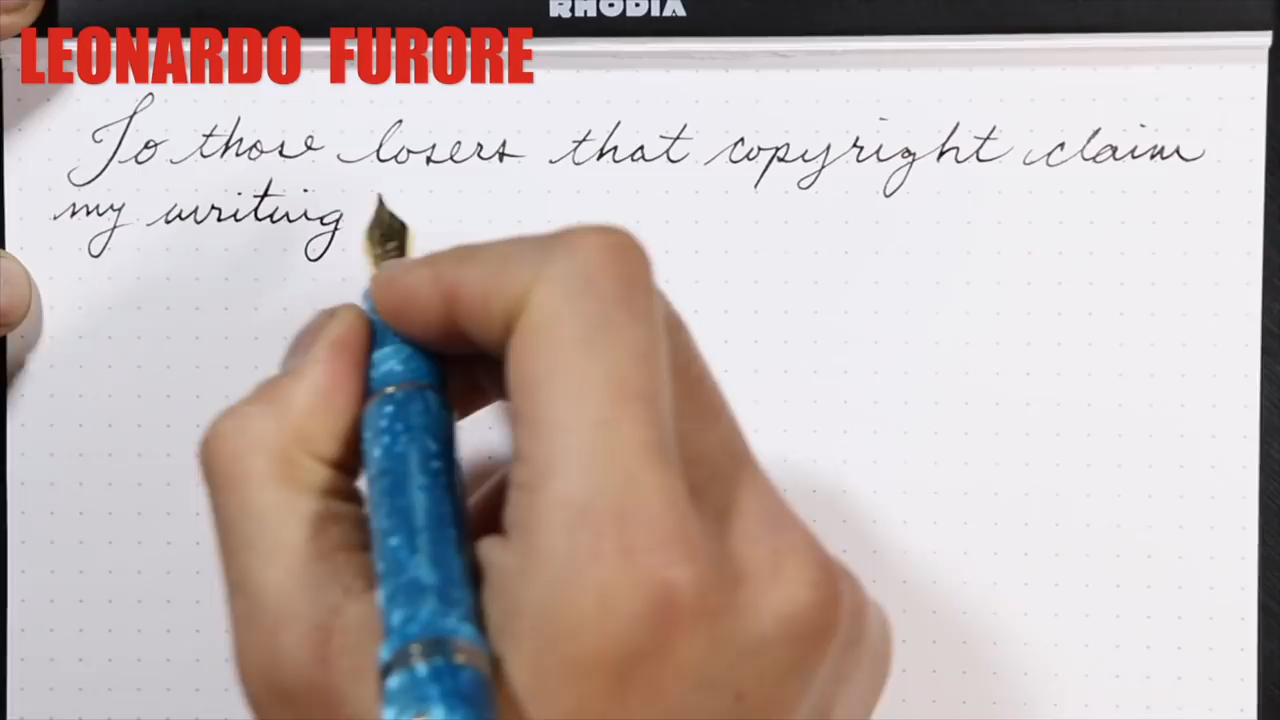 RHODIA
LEONARDO FURORE
To those losers that copyright claim
my writing